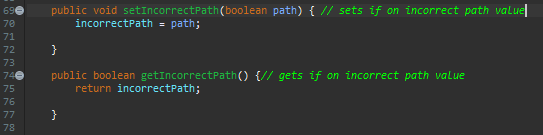 69 public void setIncorrectPath(boolean path) { // sets if on incorrect path value
70 incorrectPath = path;
71
72 }
73
74 public boolean getIncorrectPath() {// gets if on incorrect path value
75 return incorrectPath;
76
77 }
78